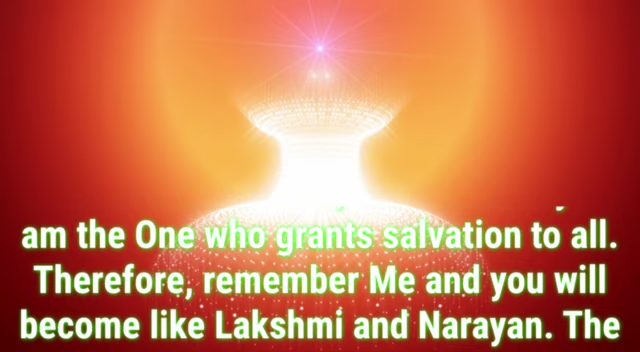 am the One who grants salvation to all.
Therefore, remember Me and you will
become like Lakshmi and Narayan. The